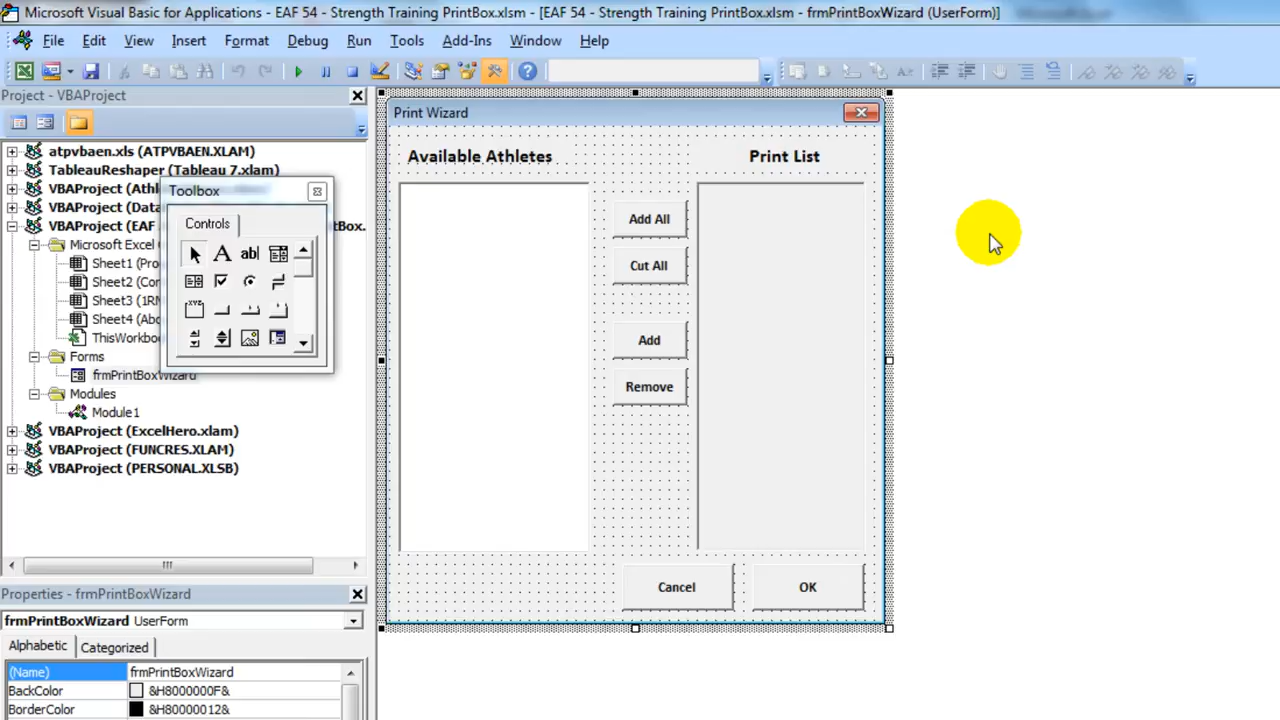 Microsoft Visual Basic for Applications - EAF 54 - Strength Training PrintBox.xlsm - [EAF 54 - Strength Training PrintBox.xlsm - frmPrintBoxWizard (UserForm)]
File Edit View Insert Format Debug Run Tools Add-Ins Window Help
Project - VBAProject
atpvbaen.xls (ATPVBAEN.XLAM)
TableauReshaper (Tableau 7.xlam)
VBAProject (Athl
VBAProject (Data
VBAProject (EAF
tBox.
Microsoft Excel
Sheet1 (Pro
Sheet2 (Cor
Sheet3 (1RM
Sheet4 (Abo
ThisWorkboo
Forms
frmPrintBoxWizard
Modules
Module1
VBAProject (ExcelHero.xlam)
VBAProject (FUNCRES.XLAM)
VBAProject (PERSONAL.XLSB)
Toolbox
Controls
A ab|
XYZ
Properties - frmPrintBoxWizard
frmPrintBoxWizard UserForm
Alphabetic Categorized
(Name) frmPrintBoxWizard
BackColor &H8000000F&
BorderColor &H80000012&
Print Wizard
Available Athletes
Print List
Add All
Cut All
Add
Remove
Cancel
OK